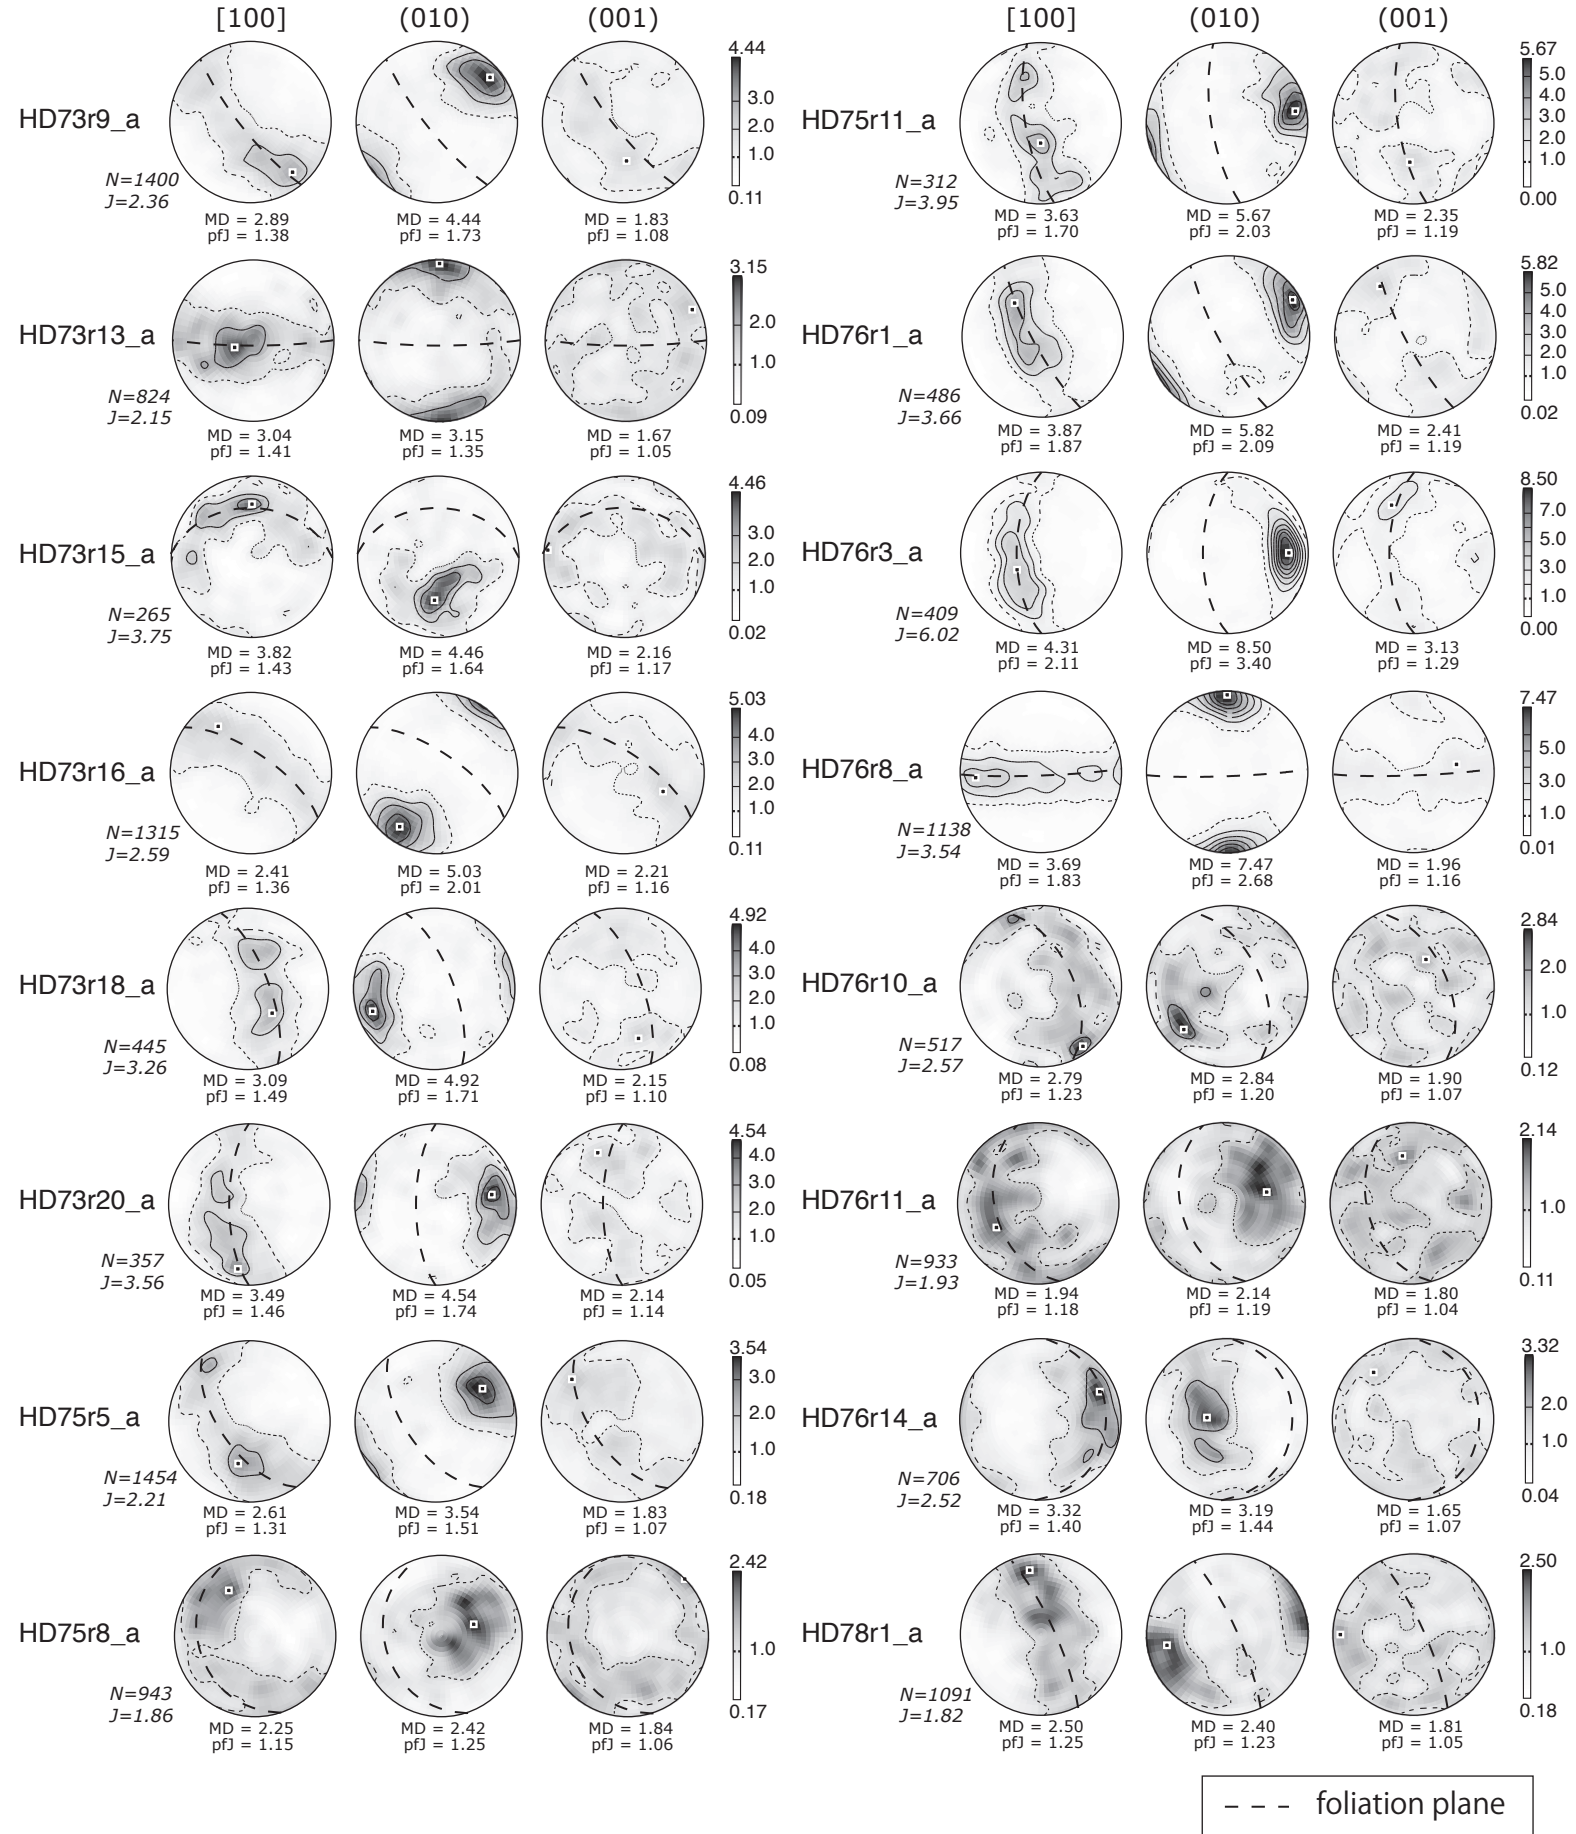 [100] (010) (001)
4.44
3.0
HD73r9_a
2.0
1.0
N=1400
J=2.36
0.11
MD = 2.89 MD = 4.44 MD = 1.83
pfJ = 1.38 pfJ = 1.73 pfJ = 1.08
3.15
2.0
HD73r13_a
1.0
N=824
J=2.15
0.09
MD = 3.04 MD = 3.15 MD = 1.67
pfJ = 1.41 pfJ = 1.35 pfJ = 1.05
4.46
3.0
HD73r15_a
2.0
1.0
N=265
J=3.75
0.02
MD = 3.82 MD = 4.46 MD = 2.16
pfJ = 1.43 pfJ = 1.64 pfJ = 1.17
5.03
4.0
3.0
HD73r16_a
2.0
1.0
N=1315
J=2.59
0.11
MD = 2.41 MD = 5.03 MD = 2.21
pfJ = 1.36 pfJ = 2.01 pfJ = 1.16
4.92
4.0
3.0
HD73r18_a
2.0
1.0
N=445
J=3.26
0.08
MD = 3.09 MD = 4.92 MD = 2.15
pfJ = 1.49 pfJ = 1.71 pfJ = 1.10
4.54
4.0
3.0
HD73r20_a
2.0
1.0
N=357
J=3.56
0.05
MD = 3.49 MD = 4.54 MD = 2.14
pfJ = 1.46 pfJ = 1.74 pfJ = 1.14
3.54
3.0
2.0
HD75r5_a
1.0
N=1454
J=2.21
0.18
MD = 2.61 MD = 3.54 MD = 1.83
pfJ = 1.31 pfJ = 1.51 pfJ = 1.07
2.42
HD75r8_a
1.0
N=943
J=1.86
0.17
MD = 2.25 MD = 2.42 MD = 1.84
pfJ = 1.15 pfJ = 1.25 pfJ = 1.06
[100] (010) (001)
5.67
5.0
4.0
HD75r11_a
3.0
2.0
1.0
N=312
J=3.95
0.00
MD = 3.63 MD = 5.67 MD = 2.35
pfJ = 1.70 pfJ = 2.03 pfJ = 1.19
5.82
5.0
4.0
HD76r1_a
3.0
2.0
1.0
N=486
J=3.66
0.02
MD = 3.87 MD = 5.82 MD = 2.41
pfJ = 1.87 pfJ = 2.09 pfJ = 1.19
8.50
7.0
5.0
HD76r3_a
3.0
1.0
N=409
J=6.02
0.00
MD = 4.31 MD = 8.50 MD = 3.13
pfJ = 2.11 pfJ = 3.40 pfJ = 1.29
7.47
5.0
HD76r8_a
3.0
1.0
N=1138
J=3.54
0.01
MD = 3.69 MD = 7.47 MD = 1.96
pfJ = 1.83 pfJ = 2.68 pfJ = 1.16
2.84
2.0
HD76r10_a
1.0
N=517
J=2.57
0.12
MD = 2.79 MD = 2.84 MD = 1.90
pfJ = 1.23 pfJ = 1.20 pfJ = 1.07
2.14
HD76r11_a
1.0
N=933
J=1.93
0.11
MD = 1.94 MD = 2.14 MD = 1.80
pfJ = 1.18 pfJ = 1.19 pfJ = 1.04
3.32
2.0
HD76r14_a
1.0
N=706
J=2.52
0.04
MD = 3.32 MD = 3.19 MD = 1.65
pfJ = 1.40 pfJ = 1.44 pfJ = 1.07
2.50
HD78r1_a
1.0
N=1091
J=1.82
0.18
MD = 2.50 MD = 2.40 MD = 1.81
pfJ = 1.25 pfJ = 1.23 pfJ = 1.05
foliation plane